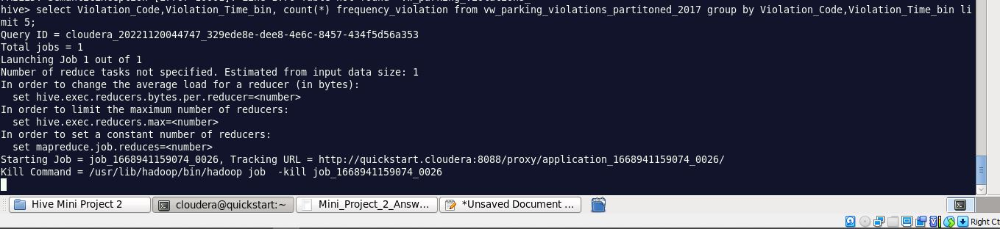 hive> select Violation_Code,Violation_Time_bin, count(*) frequency_violation from vw_parking_violations_partitoned_2017 group by Violation_Code,Violation_Time_bin li
mit 5;
Query ID = cloudera_20221120044747_329ede8e-dee8-4e6c-8457-434f5d56a353
Total jobs = 1
Launching Job 1 out of 1
Number of reduce tasks not specified. Estimated from input data size: 1
In order to change the average load for a reducer (in bytes):
  set hive.exec.reducers.bytes.per.reducer=<number>
In order to limit the maximum number of reducers:
  set hive.exec.reducers.max=<number>
In order to set a constant number of reducers:
  set mapreduce.job.reduces=<number>
Starting Job = job_1668941159074_0026, Tracking URL = http://quickstart.cloudera:8088/proxy/application_1668941159074_0026/
Kill Command = /usr/lib/hadoop/bin/hadoop job  -kill job_1668941159074_0026
Hive Mini Project 2
cloudera@quickstart:~
Mini_Project_2_Answ...
*Unsaved Document ...
Right Ct